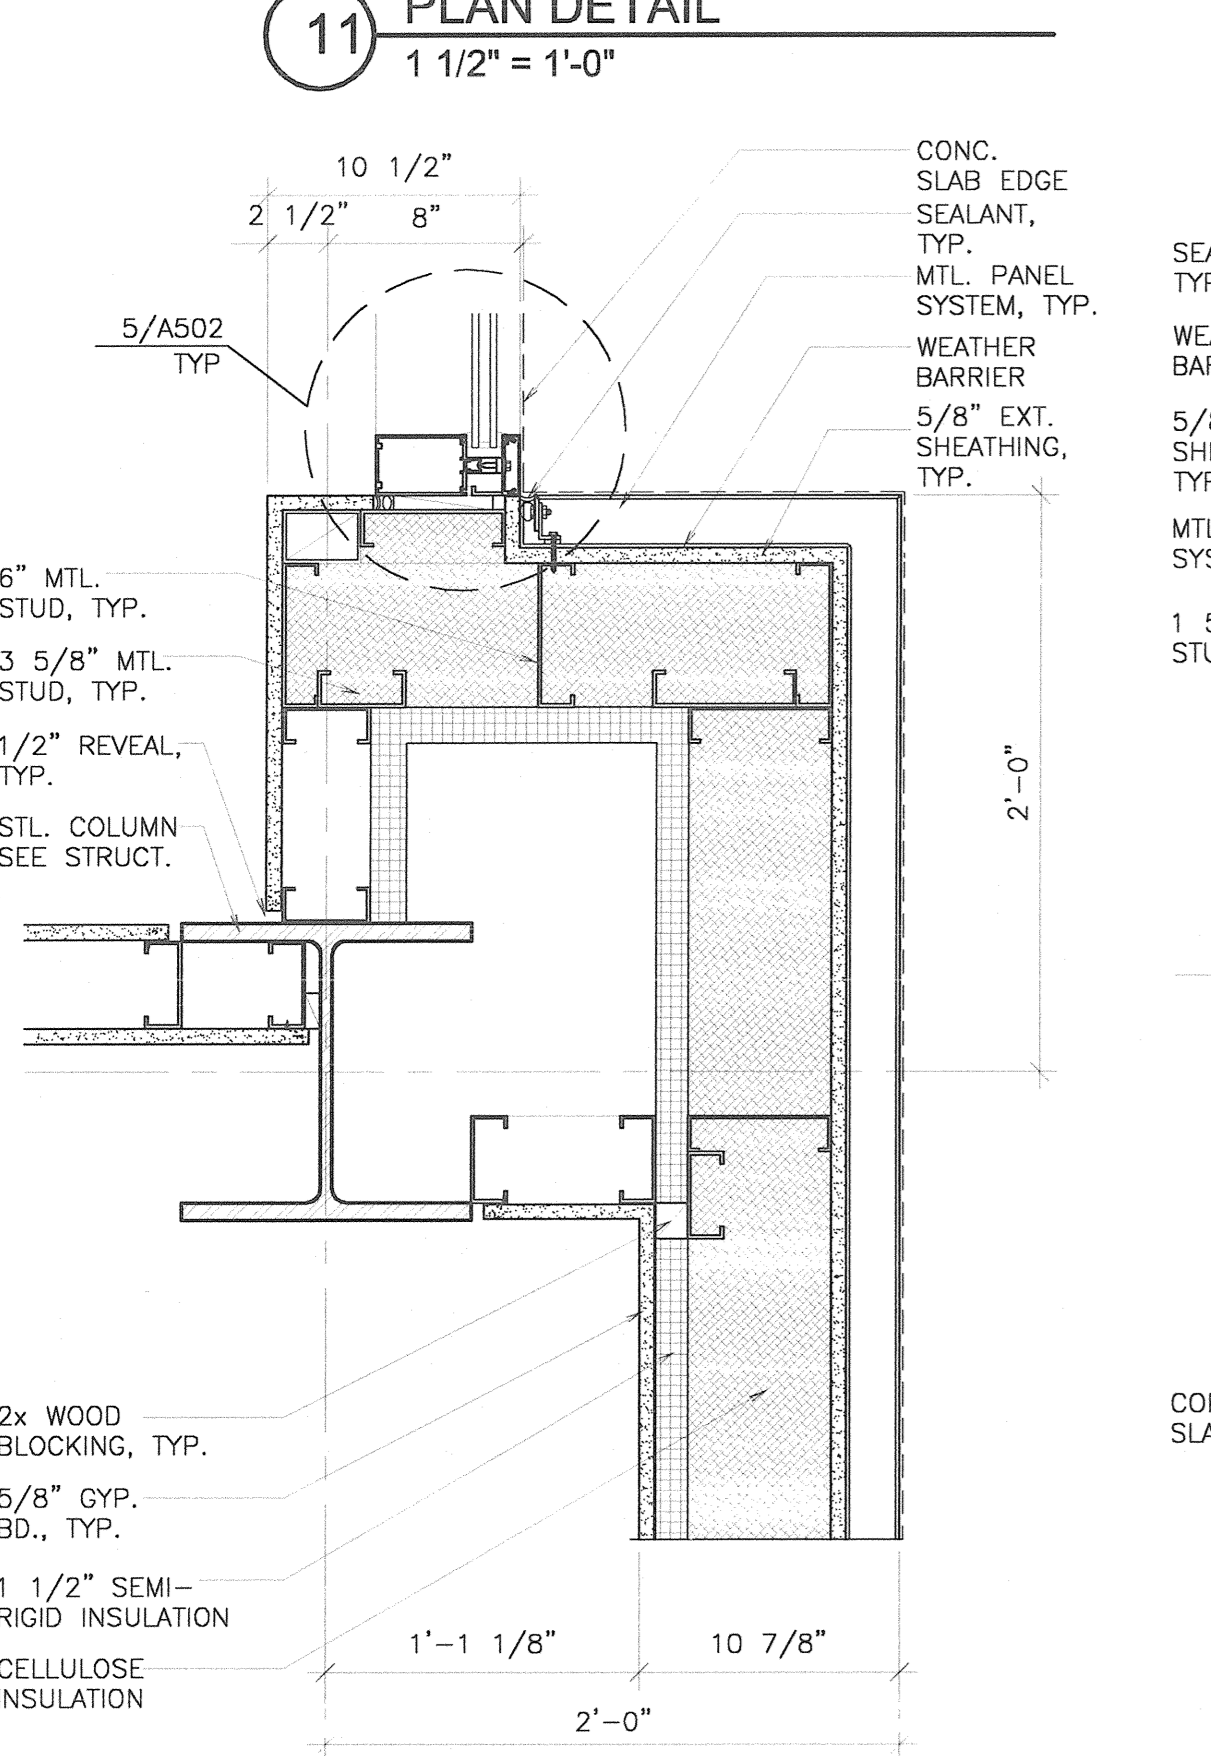 PLAN DETAIL
11
1 1/2" = 1'-0"
10 1/2"
2 1/2"
8"
5/A502
TYP
CONC.
SLAB EDGE
SEALANT,
TYP.
MTL. PANEL
SYSTEM, TYP.
WEATHER
BARRIER
5/8" EXT.
SHEATHING,
TYP.
6" MTL.
STUD, TYP.
3 5/8" MTL.
STUD, TYP.
1/2" REVEAL,
TYP.
STL. COLUMN
SEE STRUCT.
2'-0"
2x WOOD
BLOCKING, TYP.
5/8" GYP.
BD., TYP.
1 1/2" SEMI-
RIGID INSULATION
CELLULOSE
INSULATION
1'-1 1/8"
10 7/8"
2'-0"